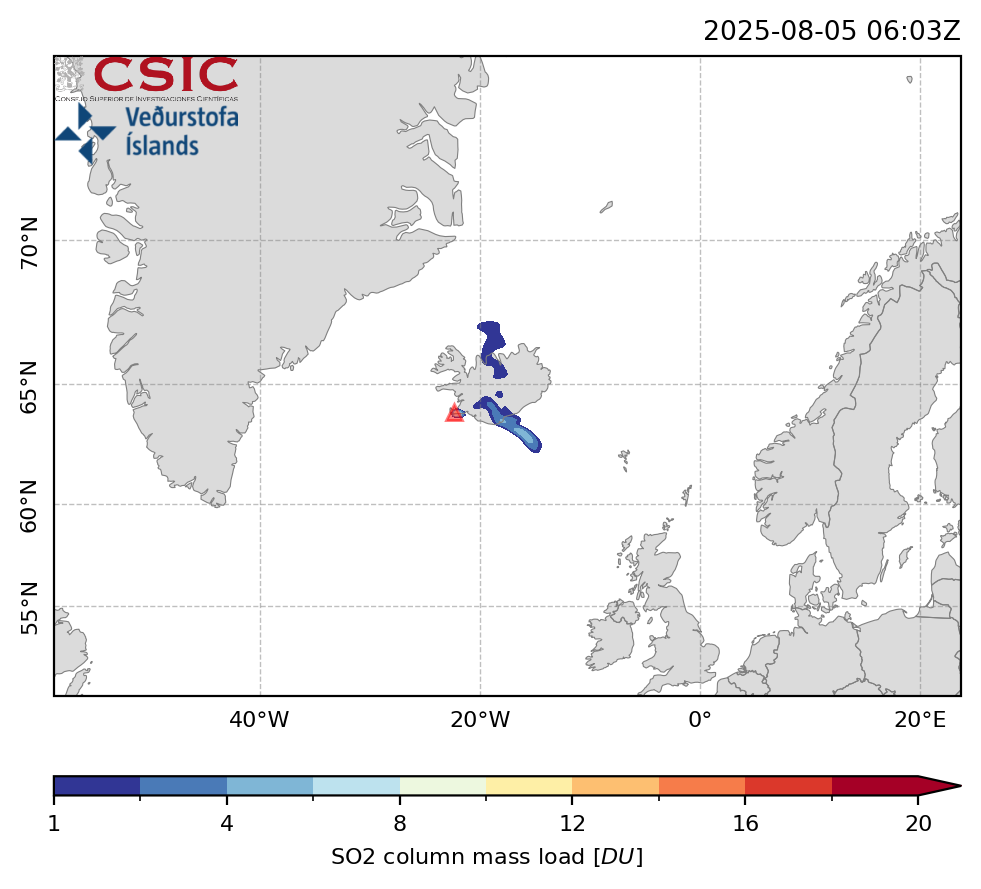 2025-08-05 06:03Z
CSIC
CONSEJO SUPERIOR DE INVESTIGACIONES CIENTÍFICAS
Veðurstofa
Íslands
70°N
65°N
60°N
55°N
40°W 20°W 0° 20°E
1 4 8 12 16 20
SO2 column mass load [DU]